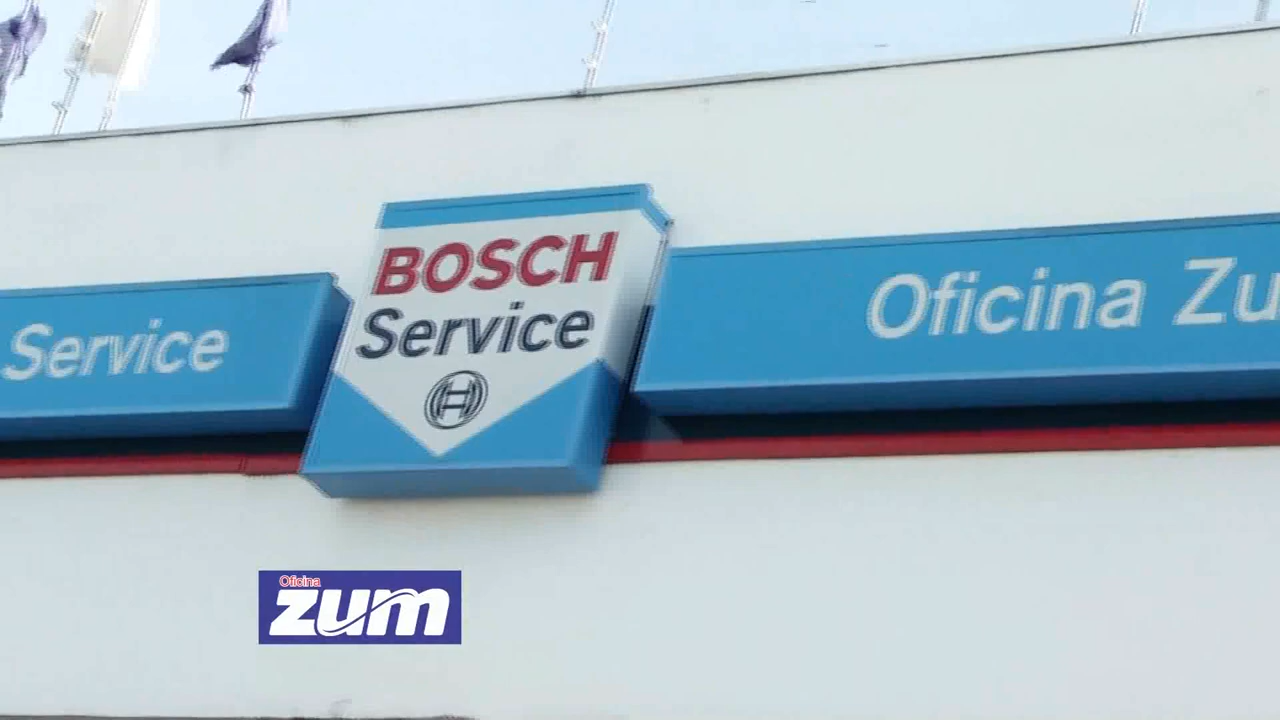 Service
BOSCH
Service
Oficina Zu
Oficina
zum